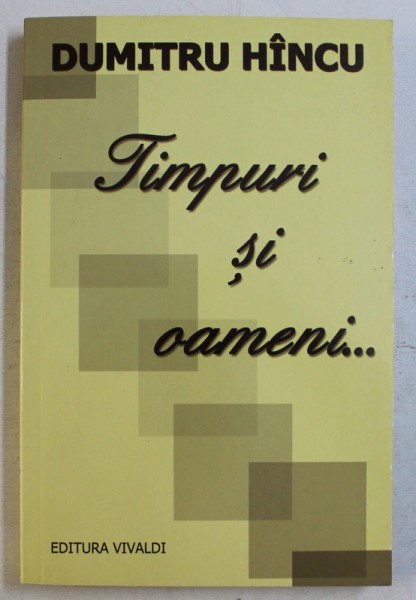 DUMITRU HÎNCU
Timpuri
și
oameni...
EDITURA VIVALDI